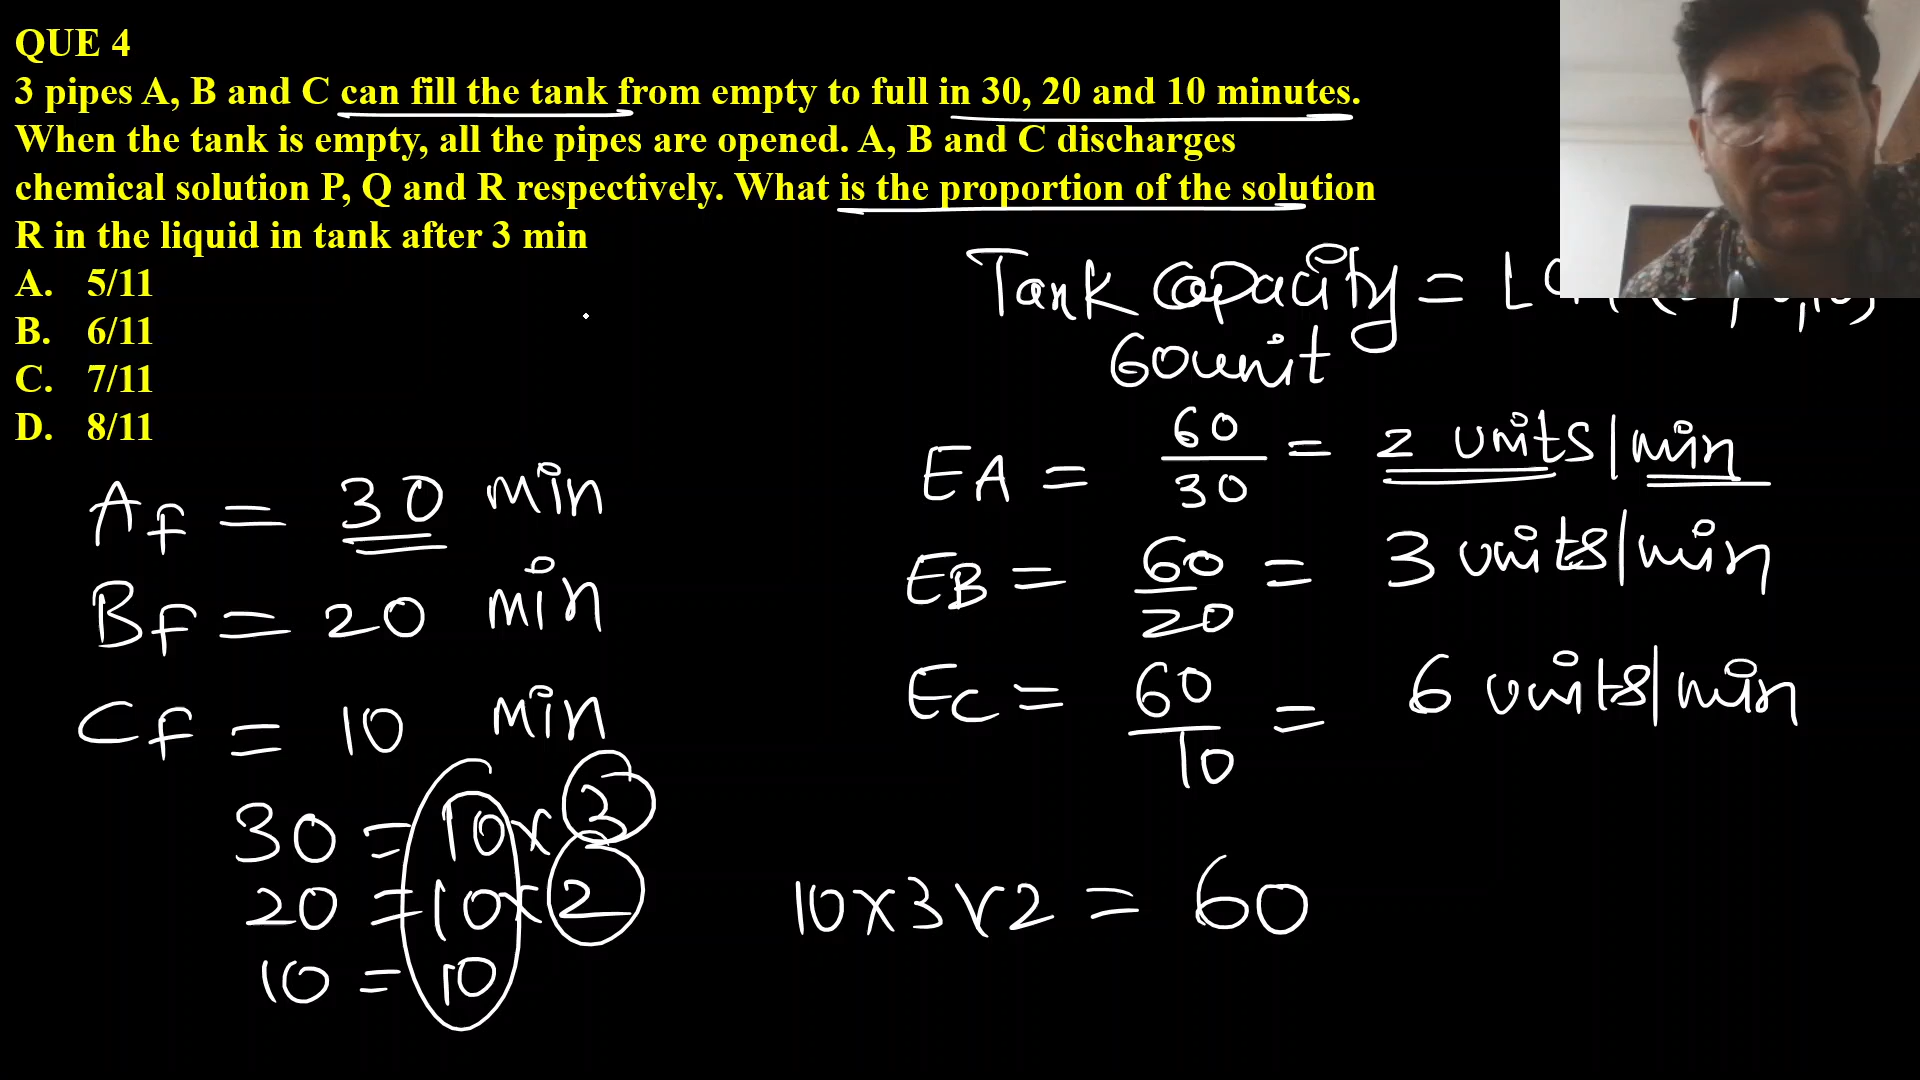 QUE 4
3 pipes A, B and C can fill the tank from empty to full in 30, 20 and 10 minutes.
When the tank is empty, all the pipes are opened. A, B and C discharges
chemical solution P, Q and R respectively. What is the proportion of the solution
R in the liquid in tank after 3 min
A. 5/11
B. 6/11
C. 7/11
D. 8/11
Tank Capacity =
60 unit
EA = 60/30 = 2 units/min
EB = 60/20 = 3 units/min
EC = 60/10 = 6 units/min
Af = 30 min
Bf = 20 min
Cf = 10 min
30 = 10 x 3
20 = 10 x 2
10 = 10
10 x 3 x 2 = 60